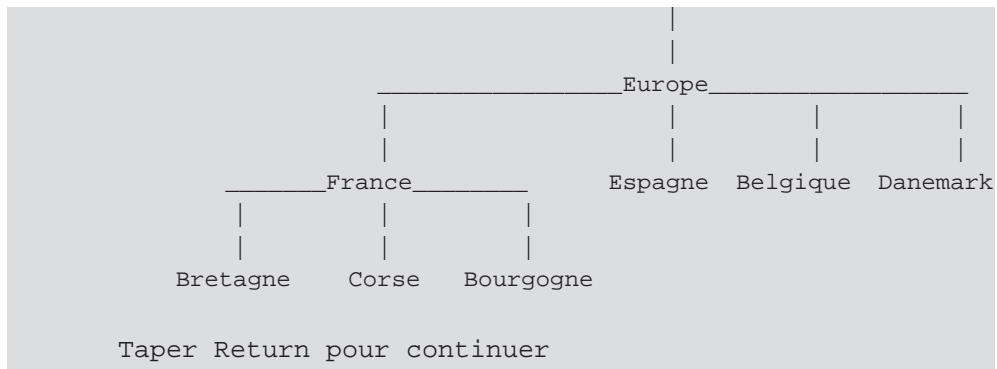 Europe
France Espagne Belgique Danemark
Bretagne Corse Bourgogne
Taper Return pour continuer